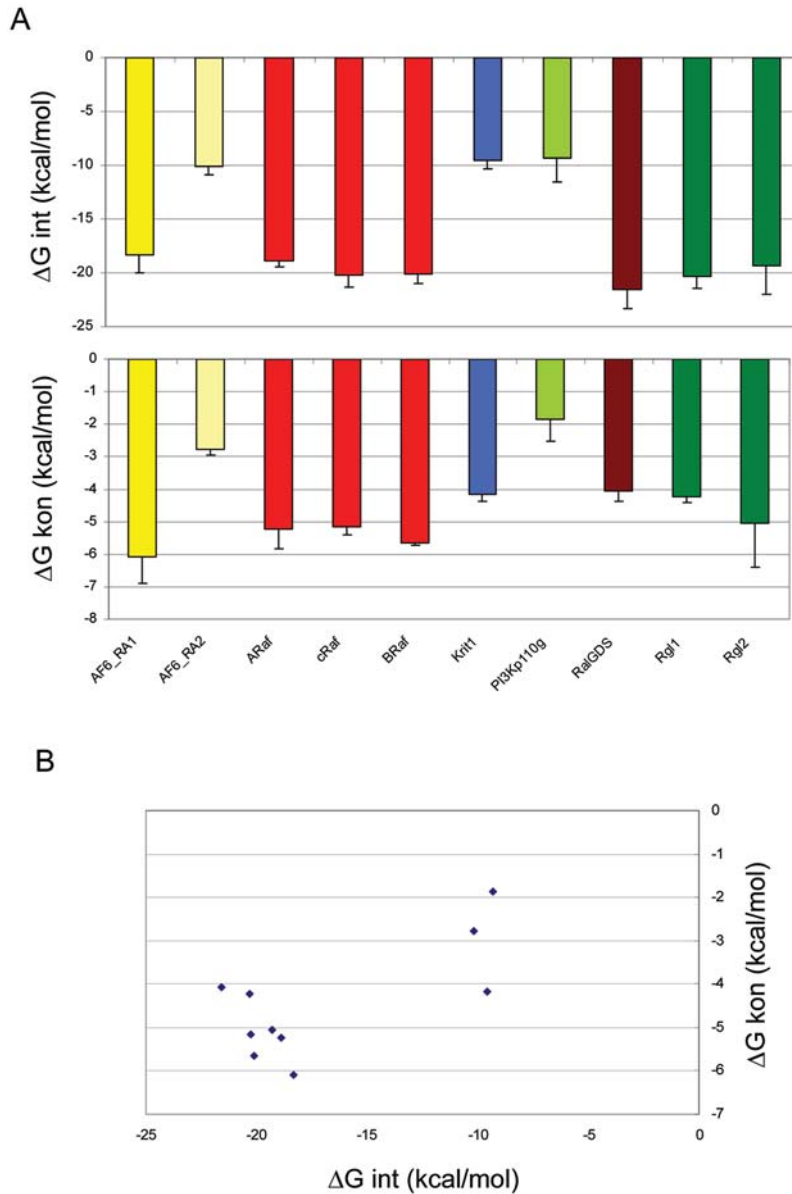 A
0
-5
-10
-15
-20
-25
ΔG int (kcal/mol)
0
-1
-2
-3
-4
-5
-6
-7
-8
ΔG kon (kcal/mol)
AF6_RA1
AF6_RA2
ARaf
cRaf
BRaf
Krit1
PI3Kp110g
RalGDS
Rgl1
Rgl2
B
0
-1
-2
-3
-4
-5
-6
-7
ΔG kon (kcal/mol)
-25 -20 -15 -10 -5 0
ΔG int (kcal/mol)